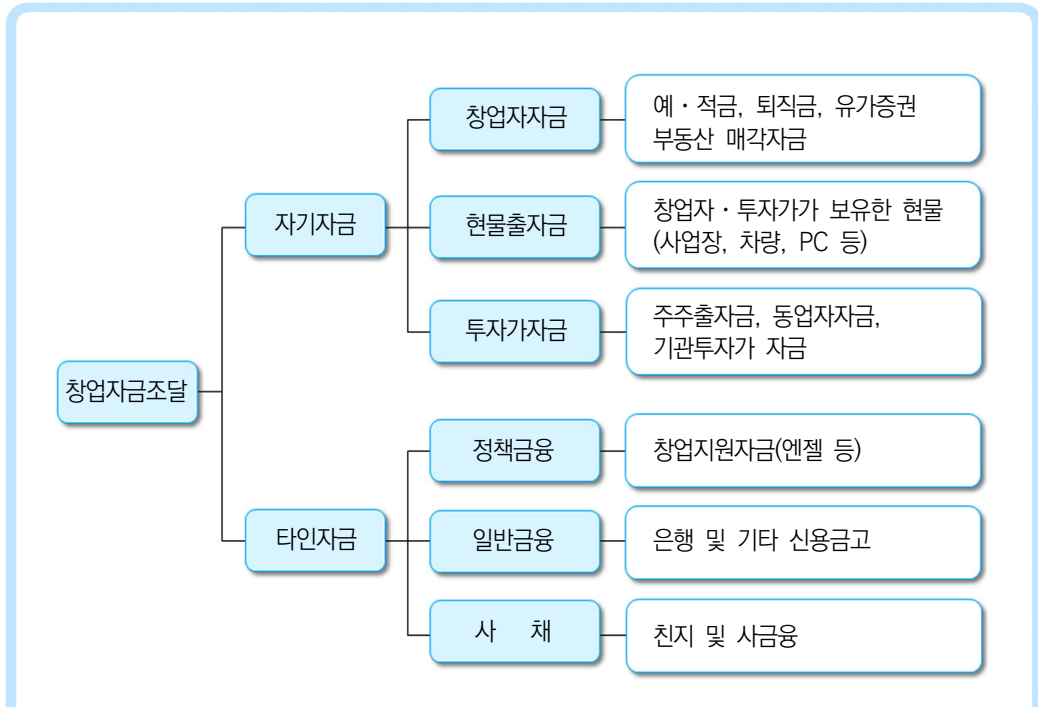 창업자금조달
자기자금
창업자자금
예·적금, 퇴직금, 유가증권
부동산 매각자금
현물출자금
창업자·투자가가 보유한 현물
(사업장, 차량, PC 등)
투자가자금
주주출자금, 동업자자금,
기관투자가 자금
타인자금
정책금융
창업지원자금(엔젤 등)
일반금융
은행 및 기타 신용금고
사 채
친지 및 사금융